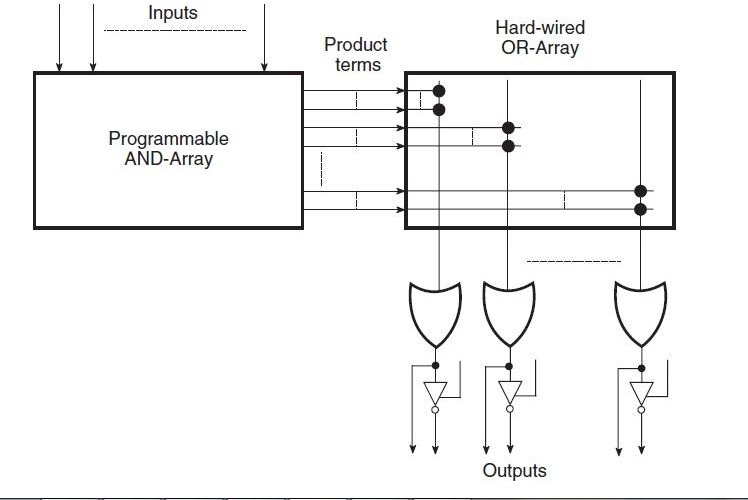 Inputs
Product
terms
Hard-wired
OR-Array
Programmable
AND-Array
Outputs